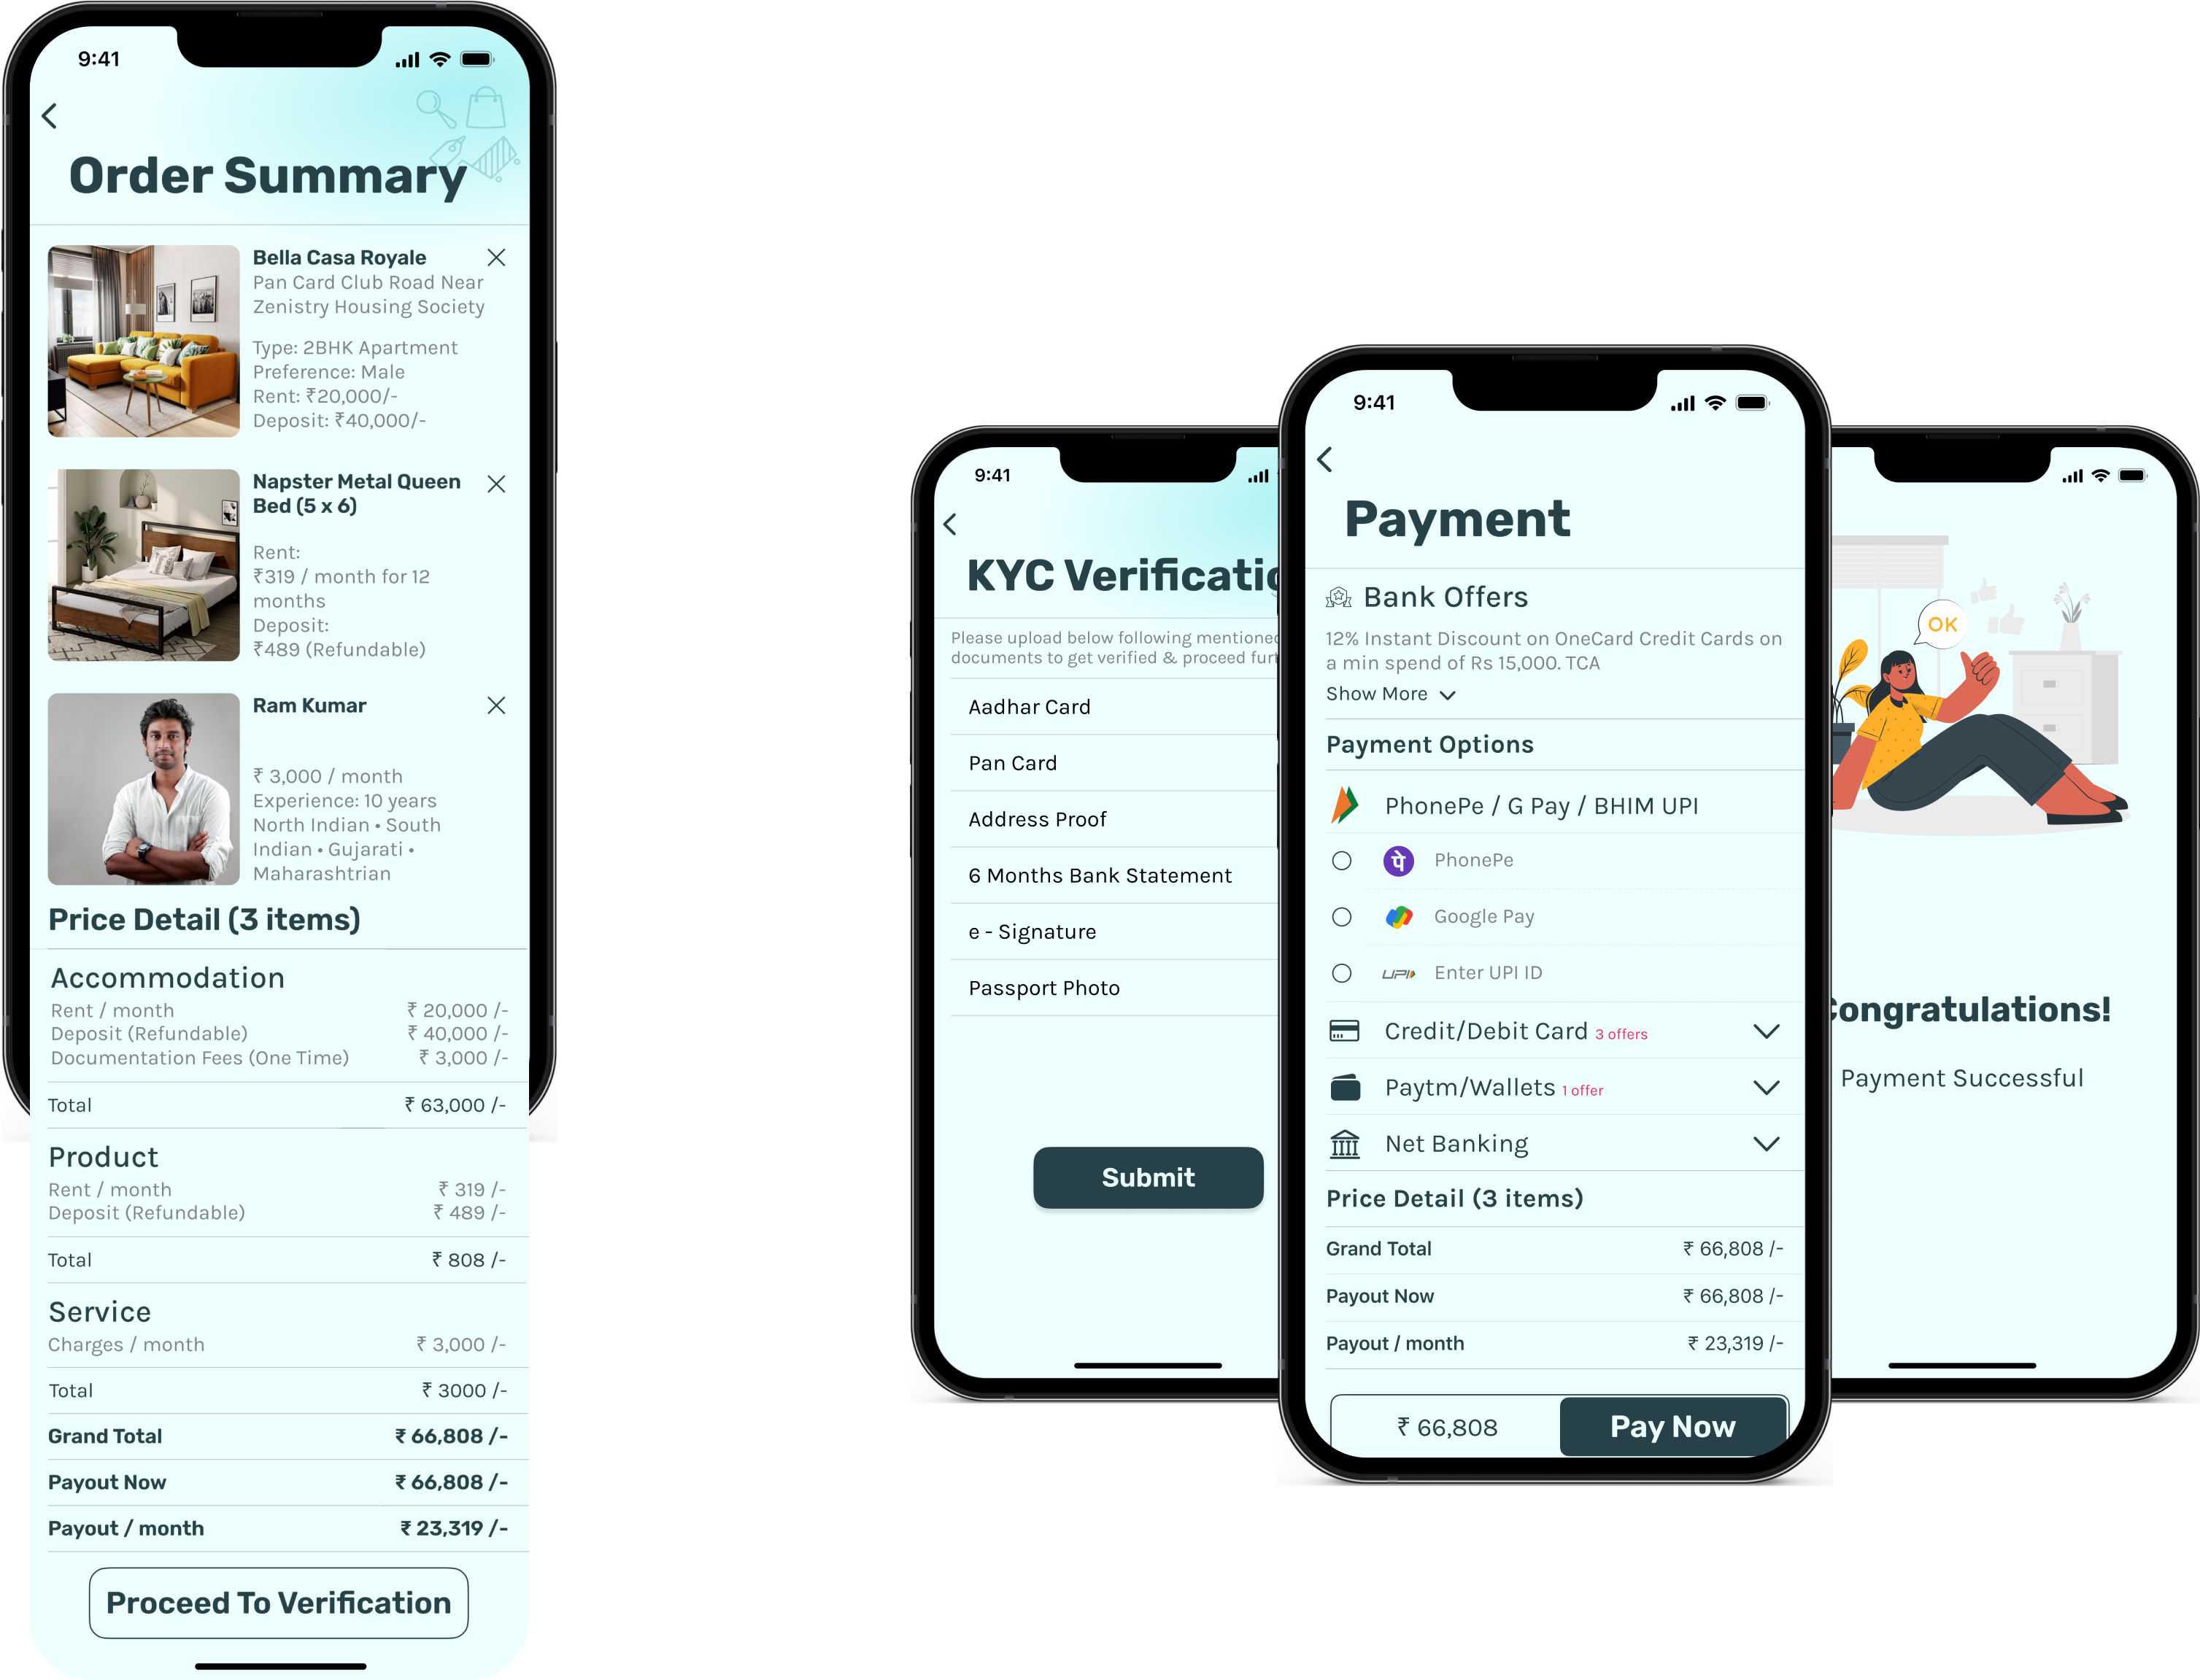 9:41
Order Summary
Bella Casa Royale
Pan Card Club Road Near
Zenistry Housing Society
Type: 2BHK Apartment
Preference: Male
Rent: ₹20,000/-
Deposit: ₹40,000/-
Napster Metal Queen
Bed (5 x 6)
Rent:
₹319 / month for 12
months
Deposit:
₹489 (Refundable)
Ram Kumar
₹ 3,000 / month
Experience: 10 years
North Indian • South
Indian • Gujarati •
Maharashtrian
Price Detail (3 items)
Accommodation
Rent / month ₹ 20,000 /-
Deposit (Refundable) ₹ 40,000 /-
Documentation Fees (One Time) ₹ 3,000 /-
Total ₹ 63,000 /-
Product
Rent / month ₹ 319 /-
Deposit (Refundable) ₹ 489 /-
Total ₹ 808 /-
Service
Charges / month ₹ 3,000 /-
Total ₹ 3000 /-
Grand Total ₹ 66,808 /-
Payout Now ₹ 66,808 /-
Payout / month ₹ 23,319 /-
Proceed To Verification
9:41
KYC Verificatio
Please upload below following mentioned
documents to get verified & proceed furt
Aadhar Card
Pan Card
Address Proof
6 Months Bank Statement
e - Signature
Passport Photo
Submit
9:41
Payment
Bank Offers
12% Instant Discount on OneCard Credit Cards on
a min spend of Rs 15,000. TCA
Show More
Payment Options
PhonePe / G Pay / BHIM UPI
पे PhonePe
Google Pay
UPI Enter UPI ID
Credit/Debit Card 3 offers
Paytm/Wallets 1 offer
Net Banking
Price Detail (3 items)
Grand Total ₹ 66,808 /-
Payout Now ₹ 66,808 /-
Payout / month ₹ 23,319 /-
₹ 66,808 Pay Now
OK
Congratulations!
Payment Successful